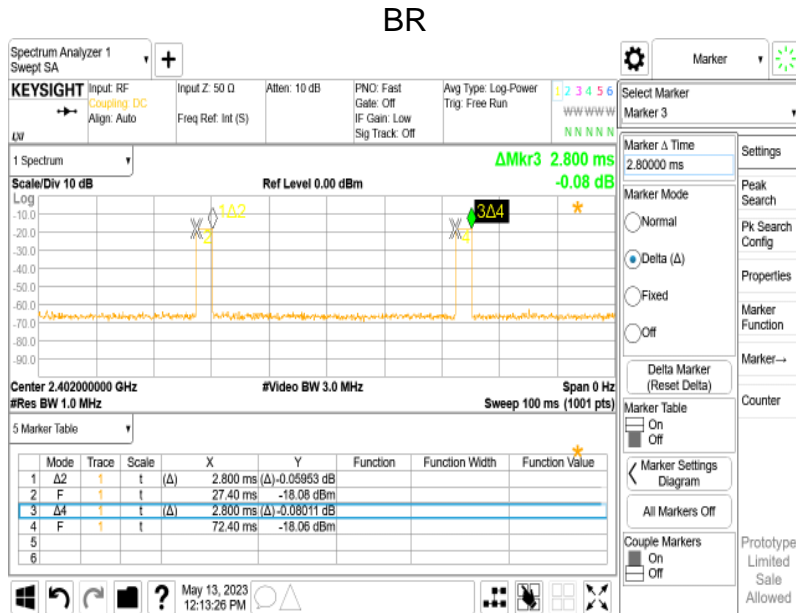 BR
Spectrum Analyzer 1
Swept SA
+
Marker
KEYSIGHT
Input: RF
Coupling: DC
Align: Auto
Input Z: 50 Ω
Freq Ref: Int (S)
Atten: 10 dB
PNO: Fast
Gate: Off
IF Gain: Low
Sig Track: Off
Avg Type: Log-Power
Trig: Free Run
1 2 3 4 5 6
W W W W W
N N N N N
LXI
Select Marker
Marker 3
1 Spectrum
ΔMkr3 2.800 ms
-0.08 dB
Scale/Div 10 dB
Ref Level 0.00 dBm
Log
-10.0
-20.0
-30.0
-40.0
-50.0
-60.0
-70.0
-80.0
-90.0
1Δ2
2
3Δ4
4
Center 2.402000000 GHz
#Video BW 3.0 MHz
Span 0 Hz
#Res BW 1.0 MHz
Sweep 100 ms (1001 pts)
5 Marker Table
Mode Trace Scale X Y Function Function Width Function Value
1 Δ2 1 t (Δ) 2.800 ms (Δ) -0.05953 dB
2 F 1 t 27.40 ms -18.08 dBm
3 Δ4 1 t (Δ) 2.800 ms (Δ) -0.08011 dB
4 F 1 t 72.40 ms -18.06 dBm
5
6
Marker Δ Time
2.80000 ms
Marker Mode
Normal
Delta (Δ)
Fixed
Off
Delta Marker
(Reset Delta)
Marker Table
On
Off
Marker Settings
Diagram
All Markers Off
Couple Markers
On
Off
Settings
Peak
Search
Pk Search
Config
Properties
Marker
Function
Marker→
Counter
Prototype
Limited
Sale
Allowed
?
May 13, 2023
12:13:26 PM